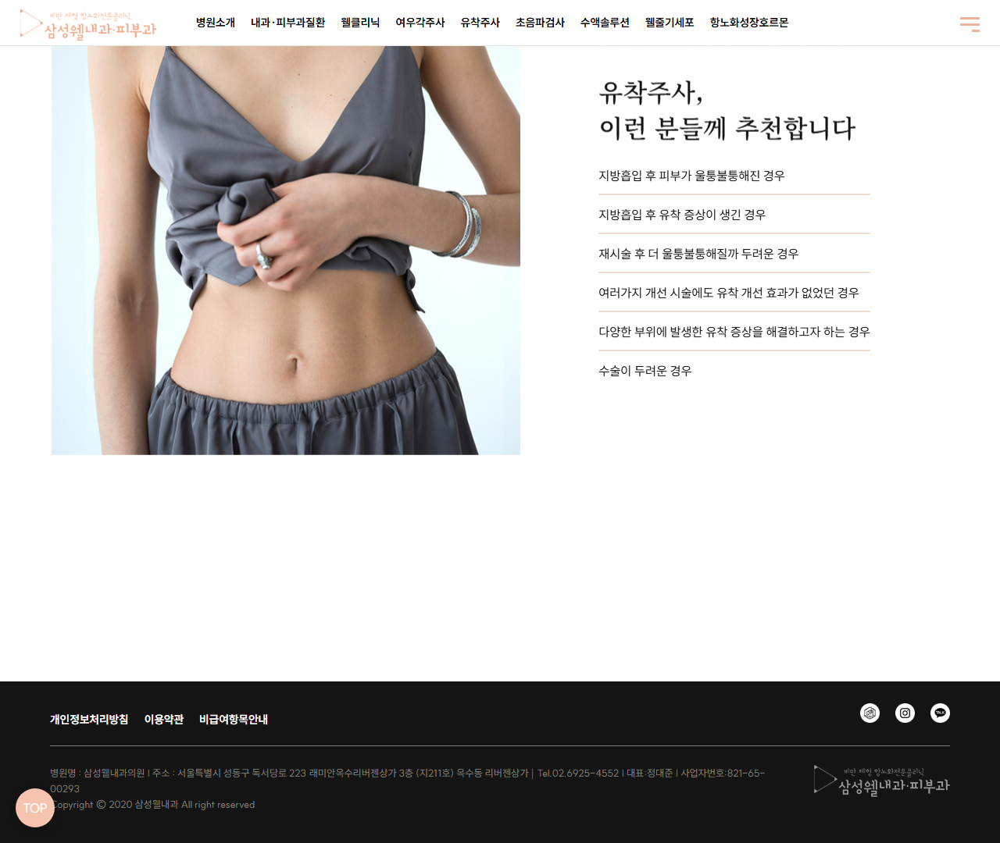 비만 체형 항노화전문클리닉
삼성웰내과·피부과
병원소개 내과·피부과질환 웰클리닉 여우각주사 유착주사 초음파검사 수액솔루션 웰줄기세포 항노화성장호르몬
유착주사,
이런 분들께 추천합니다
지방흡입 후 피부가 울퉁불퉁해진 경우
지방흡입 후 유착 증상이 생긴 경우
재시술 후 더 울퉁불퉁해질까 두려운 경우
여러가지 개선 시술에도 유착 개선 효과가 없었던 경우
다양한 부위에 발생한 유착 증상을 해결하고자 하는 경우
수술이 두려운 경우
개인정보처리방침 이용약관 비급여항목안내
TALK
병원명 : 삼성웰내과의원 I 주소 : 서울특별시 성동구 독서당로 223 래미안옥수리버젠상가 3층 (지211호) 옥수동 리버젠상가 | Tel.02.6925-4552 I 대표:정대준 I 사업자번호:821-65-
00293
Copyright © 2020 삼성웰내과 All right reserved
비만 체형 항노화전문클리닉
삼성웰내과·피부과
TOP